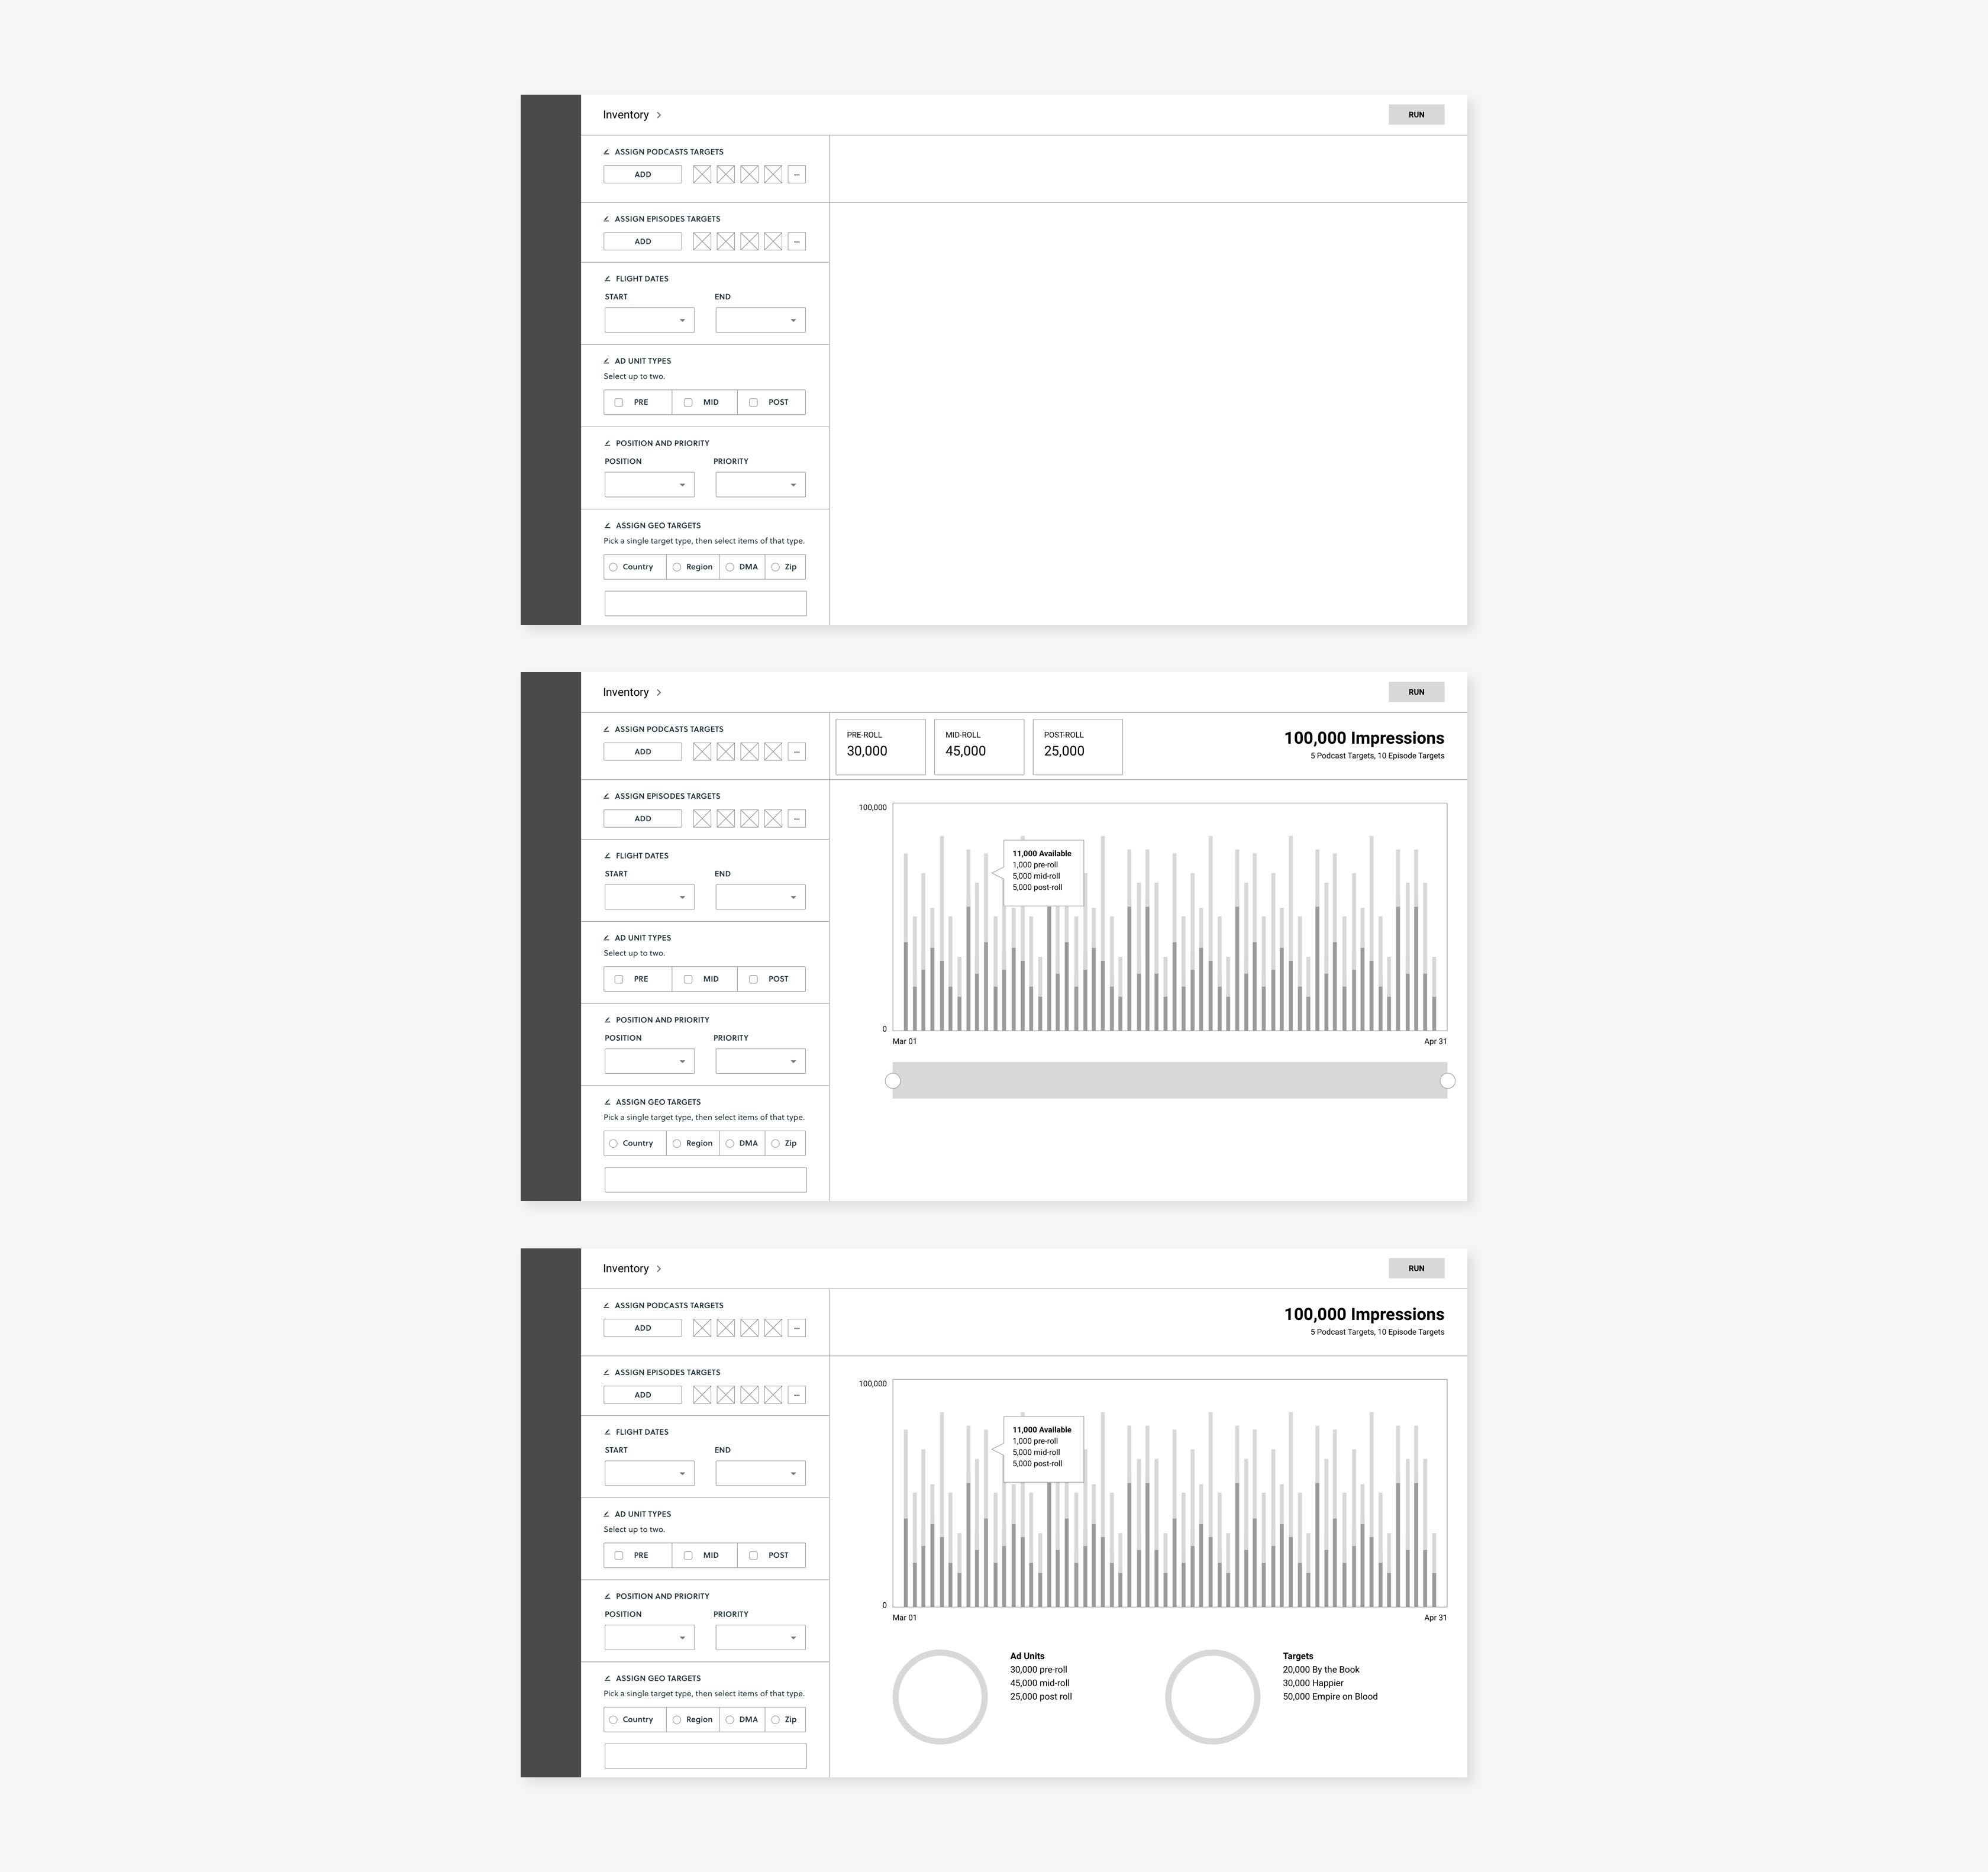 Inventory >
RUN
ASSIGN PODCASTS TARGETS
ADD
...
ASSIGN EPISODES TARGETS
ADD
...
FLIGHT DATES
START END
AD UNIT TYPES
Select up to two.
PRE MID POST
POSITION AND PRIORITY
POSITION PRIORITY
ASSIGN GEO TARGETS
Pick a single target type, then select items of that type.
Country Region DMA Zip
Inventory >
RUN
ASSIGN PODCASTS TARGETS
ADD
...
ASSIGN EPISODES TARGETS
ADD
...
FLIGHT DATES
START END
AD UNIT TYPES
Select up to two.
PRE MID POST
POSITION AND PRIORITY
POSITION PRIORITY
ASSIGN GEO TARGETS
Pick a single target type, then select items of that type.
Country Region DMA Zip
PRE-ROLL
30,000
MID-ROLL
45,000
POST-ROLL
25,000
100,000 Impressions
5 Podcast Targets, 10 Episode Targets
100,000
11,000 Available
1,000 pre-roll
5,000 mid-roll
5,000 post-roll
0
Mar 01 Apr 31
Inventory >
RUN
ASSIGN PODCASTS TARGETS
ADD
...
ASSIGN EPISODES TARGETS
ADD
...
FLIGHT DATES
START END
AD UNIT TYPES
Select up to two.
PRE MID POST
POSITION AND PRIORITY
POSITION PRIORITY
ASSIGN GEO TARGETS
Pick a single target type, then select items of that type.
Country Region DMA Zip
100,000 Impressions
5 Podcast Targets, 10 Episode Targets
100,000
11,000 Available
1,000 pre-roll
5,000 mid-roll
5,000 post-roll
0
Mar 01 Apr 31
Ad Units
30,000 pre-roll
45,000 mid-roll
25,000 post roll
Targets
20,000 By the Book
30,000 Happier
50,000 Empire on Blood